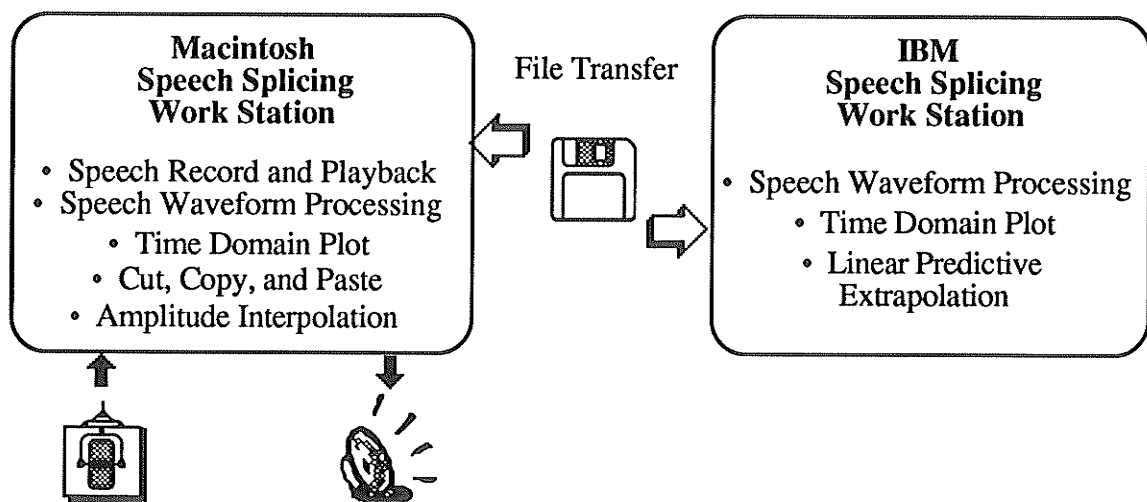 Macintosh
Speech Splicing
Work Station
• Speech Record and Playback
• Speech Waveform Processing
• Time Domain Plot
• Cut, Copy, and Paste
• Amplitude Interpolation
File Transfer
IBM
Speech Splicing
Work Station
• Speech Waveform Processing
• Time Domain Plot
• Linear Predictive
Extrapolation